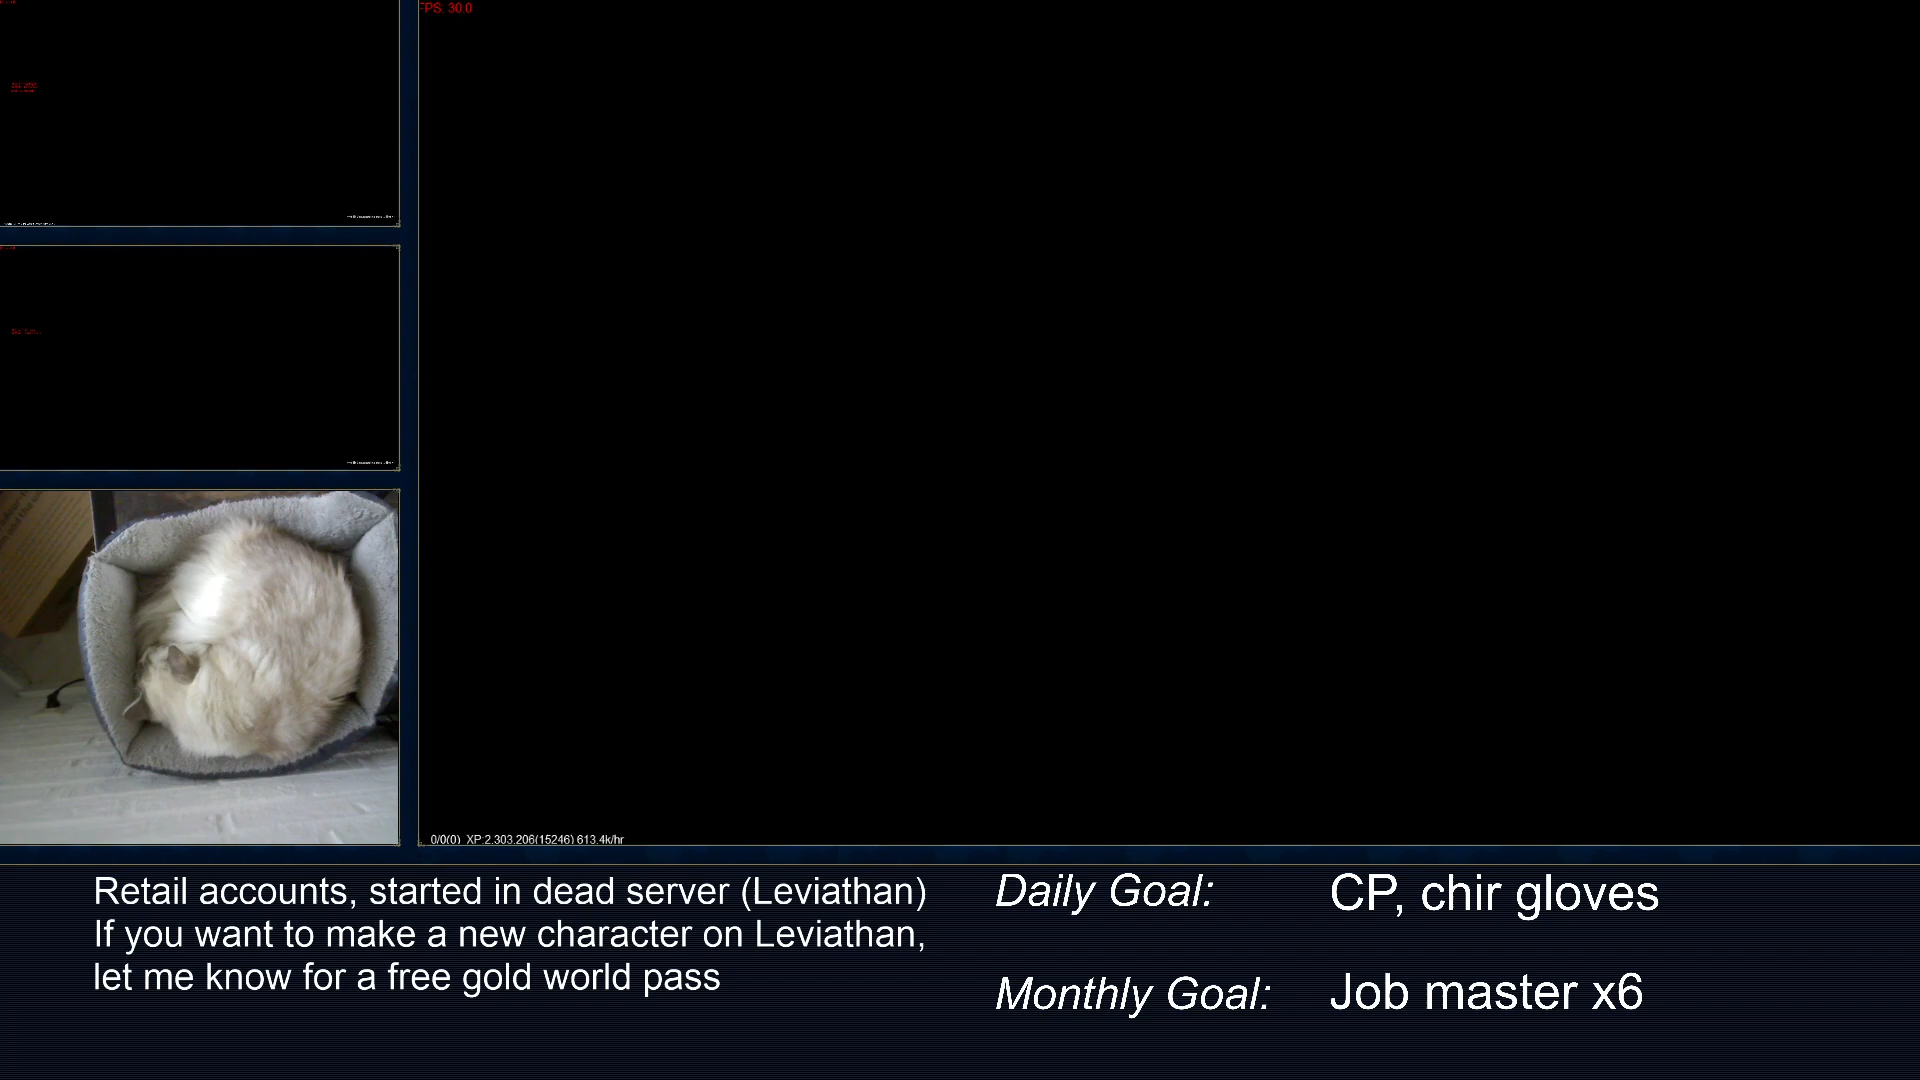 FPS: 30.0
0/0(0) XP:2,303,206(15246) 613.4k/hr
Retail accounts, started in dead server (Leviathan)
If you want to make a new character on Leviathan,
let me know for a free gold world pass
Daily Goal: CP, chir gloves
Monthly Goal: Job master x6